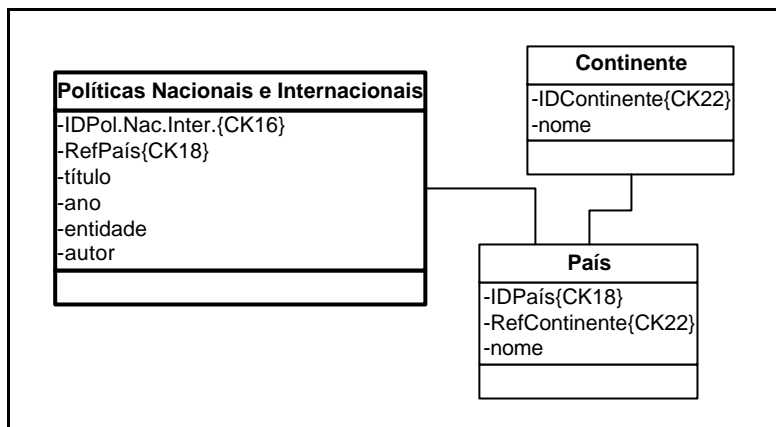 Políticas Nacionais e Internacionais
-IDPol.Nac.Inter.{CK16}
-RefPaís{CK18}
-título
-ano
-entidade
-autor
Continente
-IDContinente{CK22}
-nome
País
-IDPaís{CK18}
-RefContinente{CK22}
-nome